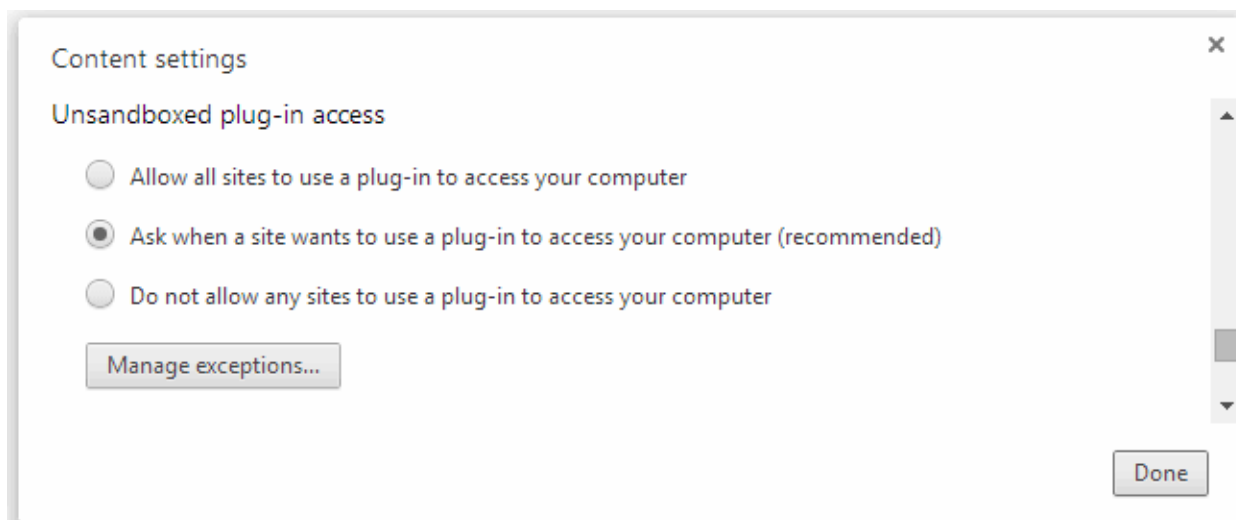 Content settings
Unsandboxed plug-in access
Allow all sites to use a plug-in to access your computer
Ask when a site wants to use a plug-in to access your computer (recommended)
Do not allow any sites to use a plug-in to access your computer
Manage exceptions...
Done